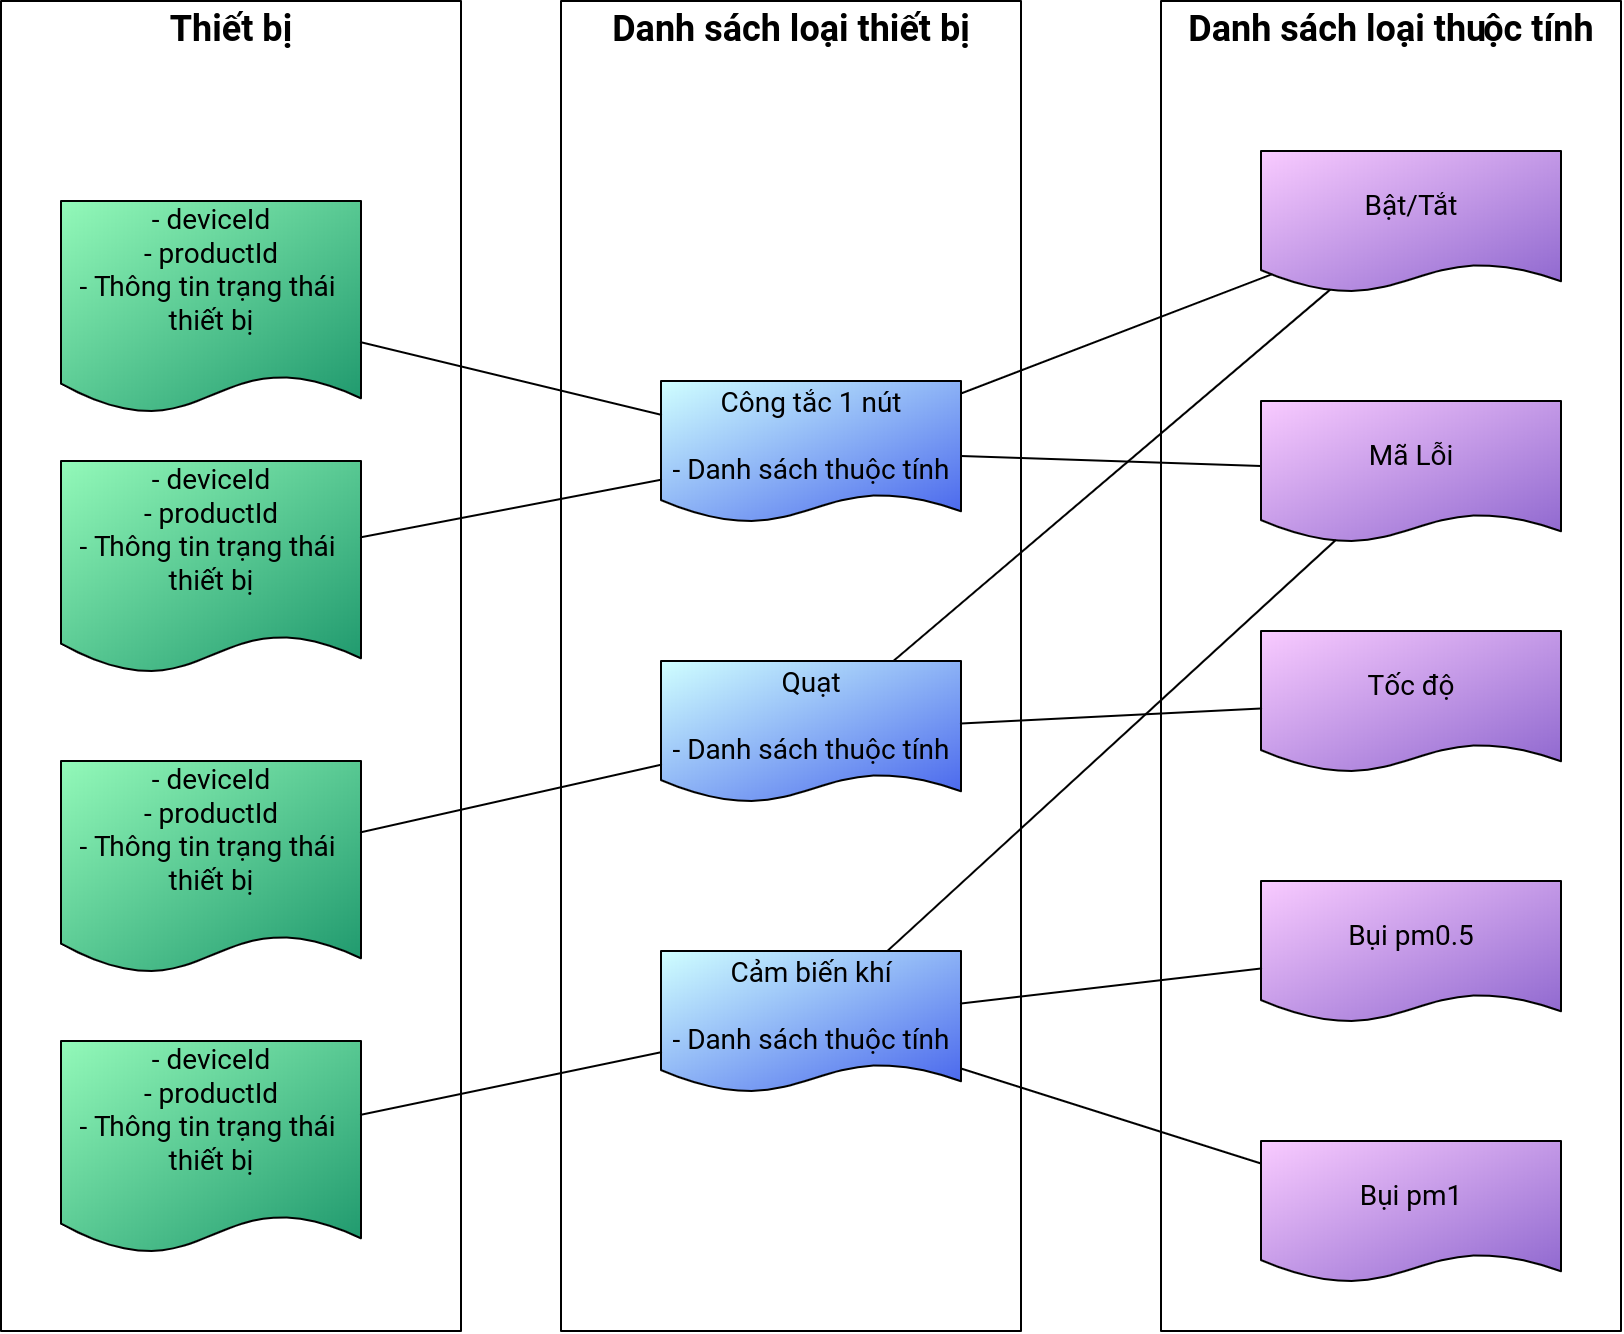 Thiết bị
- deviceId
- productId
- Thông tin trạng thái
thiết bị
- deviceId
- productId
- Thông tin trạng thái
thiết bị
- deviceId
- productId
- Thông tin trạng thái
thiết bị
- deviceId
- productId
- Thông tin trạng thái
thiết bị
Danh sách loại thiết bị
Công tắc 1 nút
- Danh sách thuộc tính
Quạt
- Danh sách thuộc tính
Cảm biến khí
- Danh sách thuộc tính
Danh sách loại thuộc tính
Bật/Tắt
Mã Lỗi
Tốc độ
Bụi pm0.5
Bụi pm1